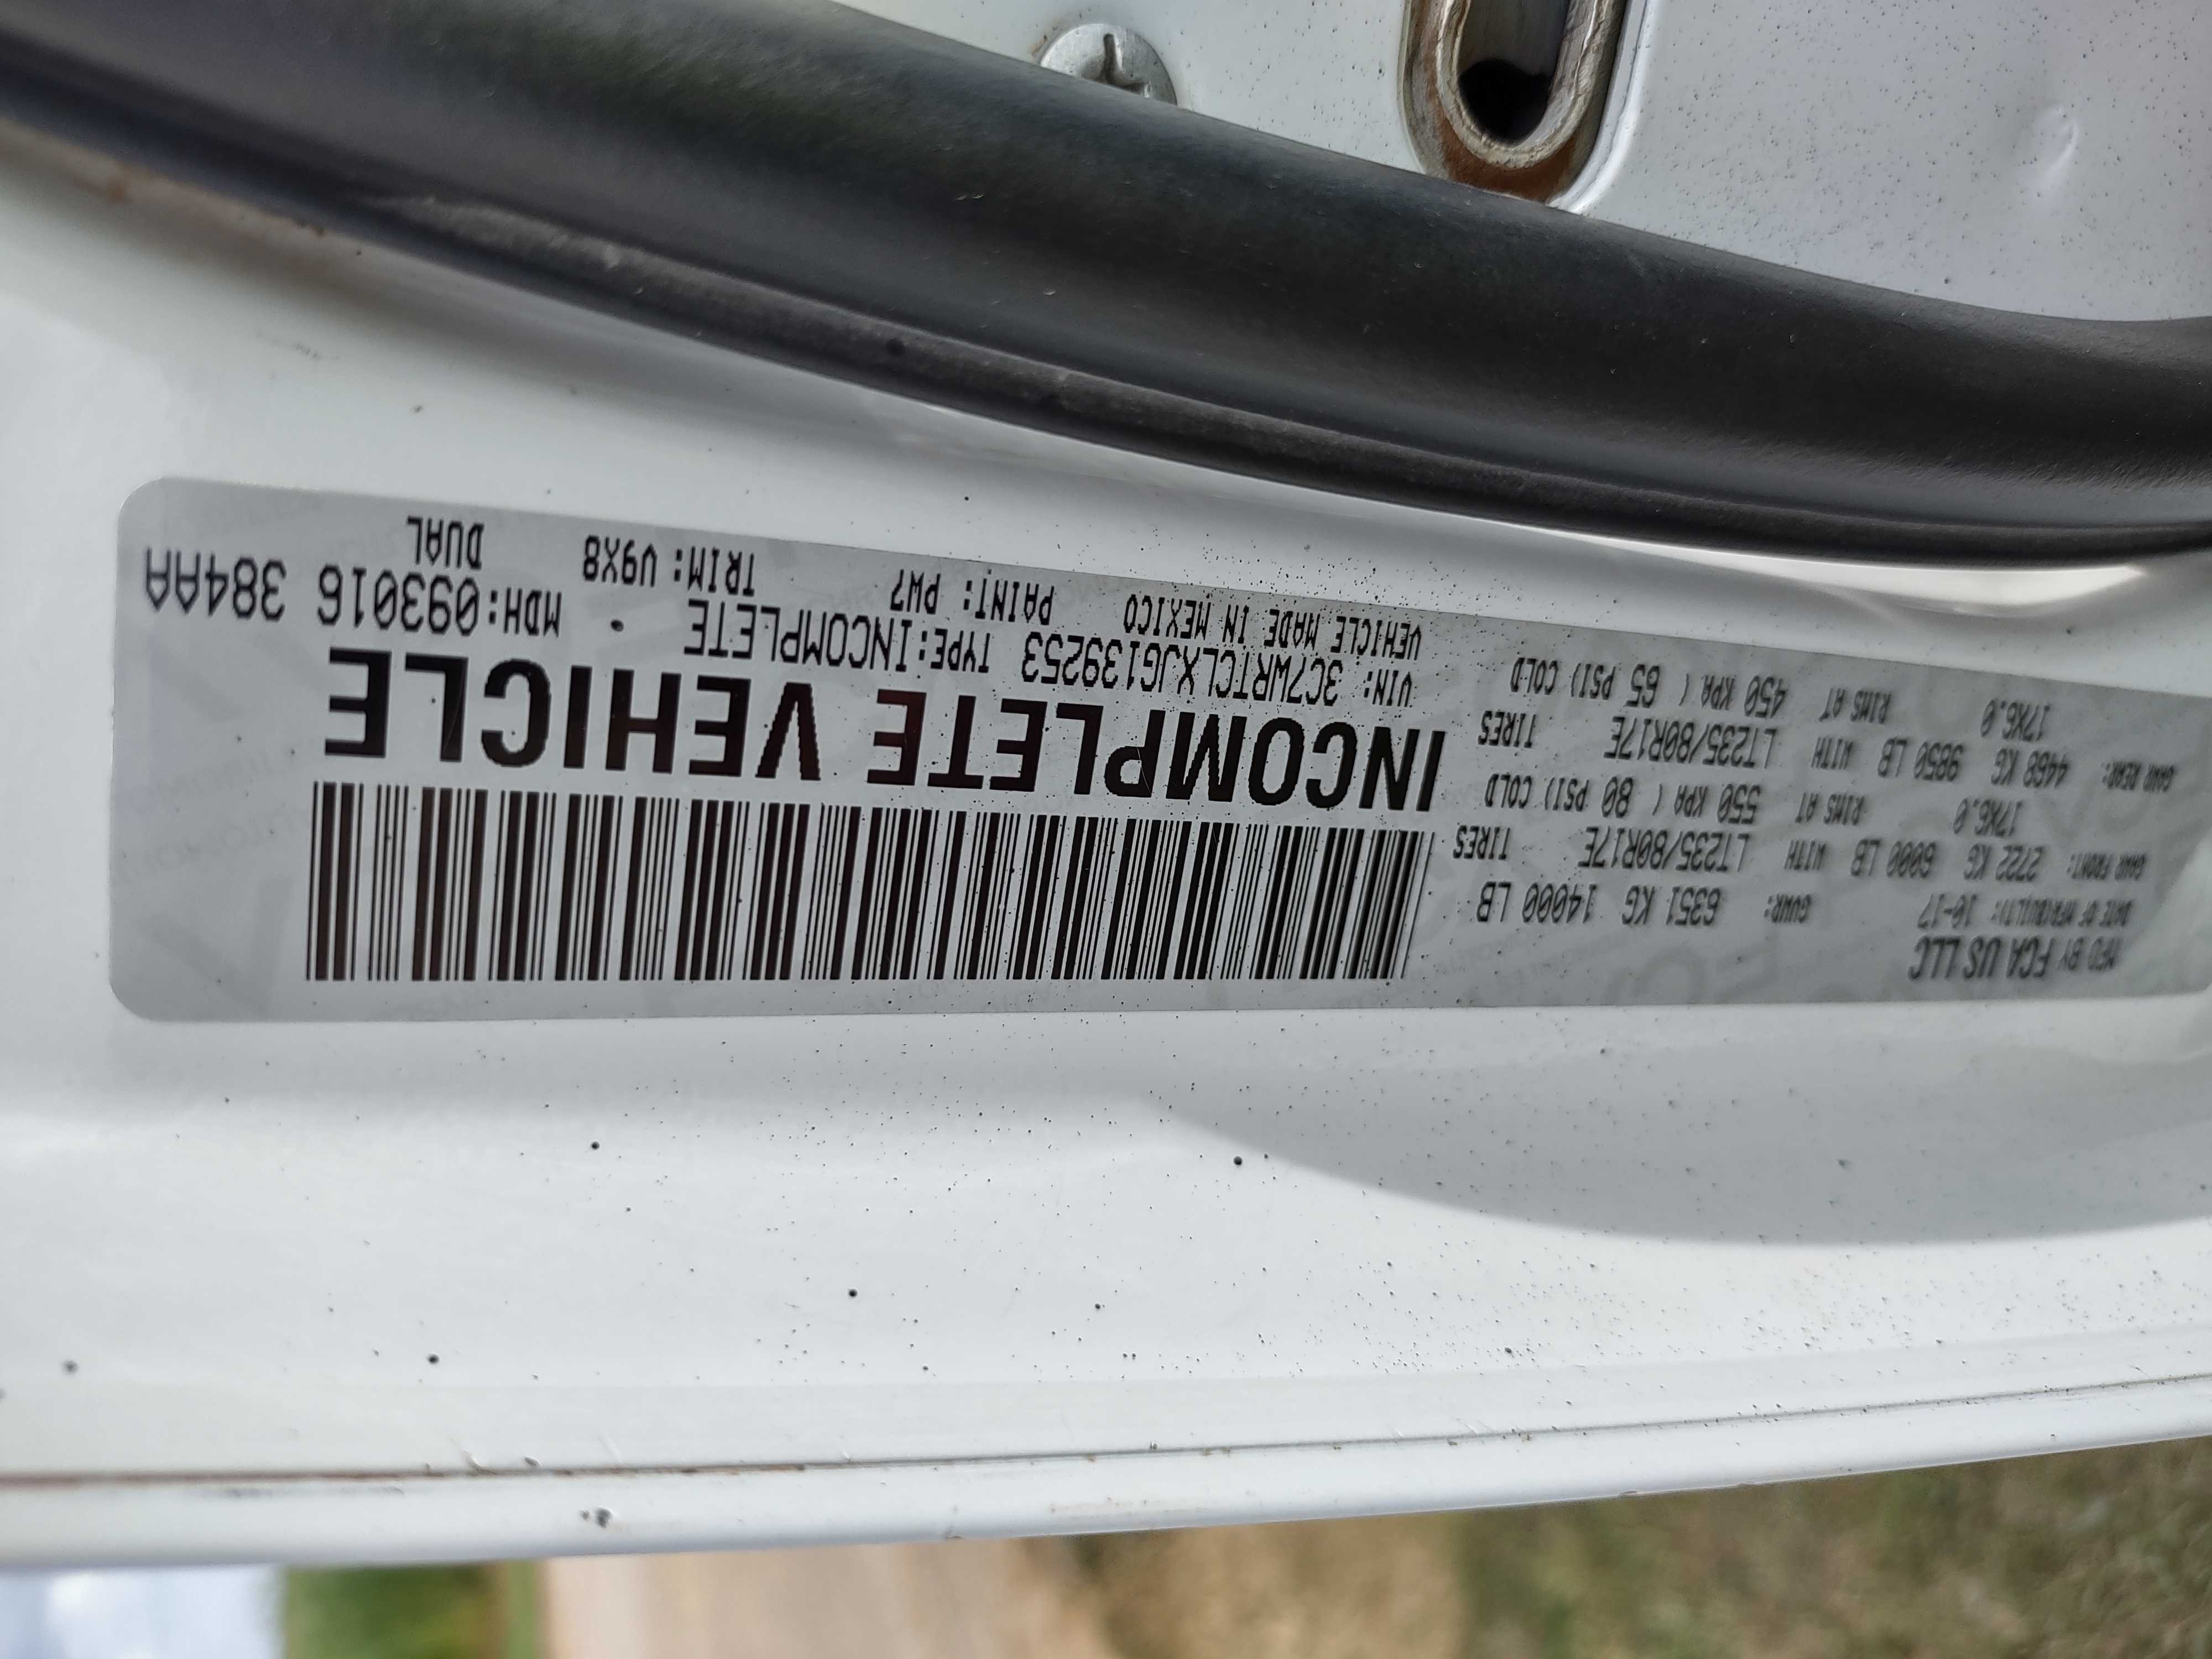 MFD BY FCA US LLC
DATE OF MFR(BUILT): 10-17 GVWR: 6351 KG 14000 LB
GAWR FRONT: 2722 KG 6000 LB WITH LT235/80R17E TIRES
17X6.0 RIMS AT 550 KPA ( 80 PSI) COLD
GAWR REAR: 4468 KG 9850 LB WITH LT235/80R17E TIRES
17X6.0 RIMS AT 450 KPA ( 65 PSI) COLD
INCOMPLETE VEHICLE
VIN: 3C7WRTCLXJG139253 TYPE:INCOMPLETE MDH:093016 384AA
VEHICLE MADE IN MEXICO PAINT: PW7 TRIM: V9X8 DUAL